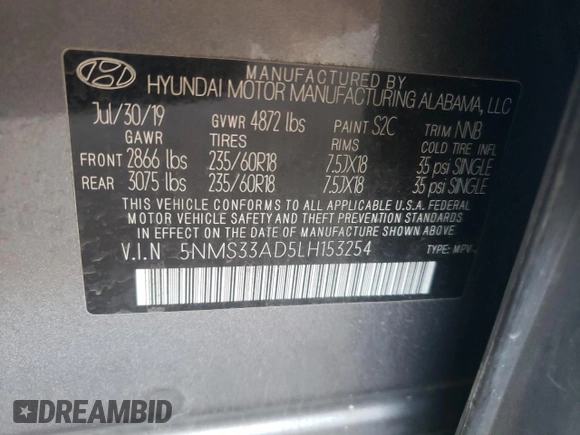 MANUFACTURED BY
HYUNDAI MOTOR MANUFACTURING ALABAMA, LLC
Jul/30/19 GVWR 4872 lbs PAINT S2C TRIM NNB
GAWR TIRES RIMS COLD TIRE INFL
FRONT 2866 lbs 235/60R18 7.5JX18 35 psi SINGLE
REAR 3075 lbs 235/60R18 7.5JX18 35 psi SINGLE
THIS VEHICLE CONFORMS TO ALL APPLICABLE U.S.A. FEDERAL
MOTOR VEHICLE SAFETY AND THEFT PREVENTION STANDARDS
IN EFFECT ON THE DATE OF MANUFACTURE SHOWN ABOVE
V.I.N 5NMS33AD5LH153254 TYPE: MPV
DREAMBID